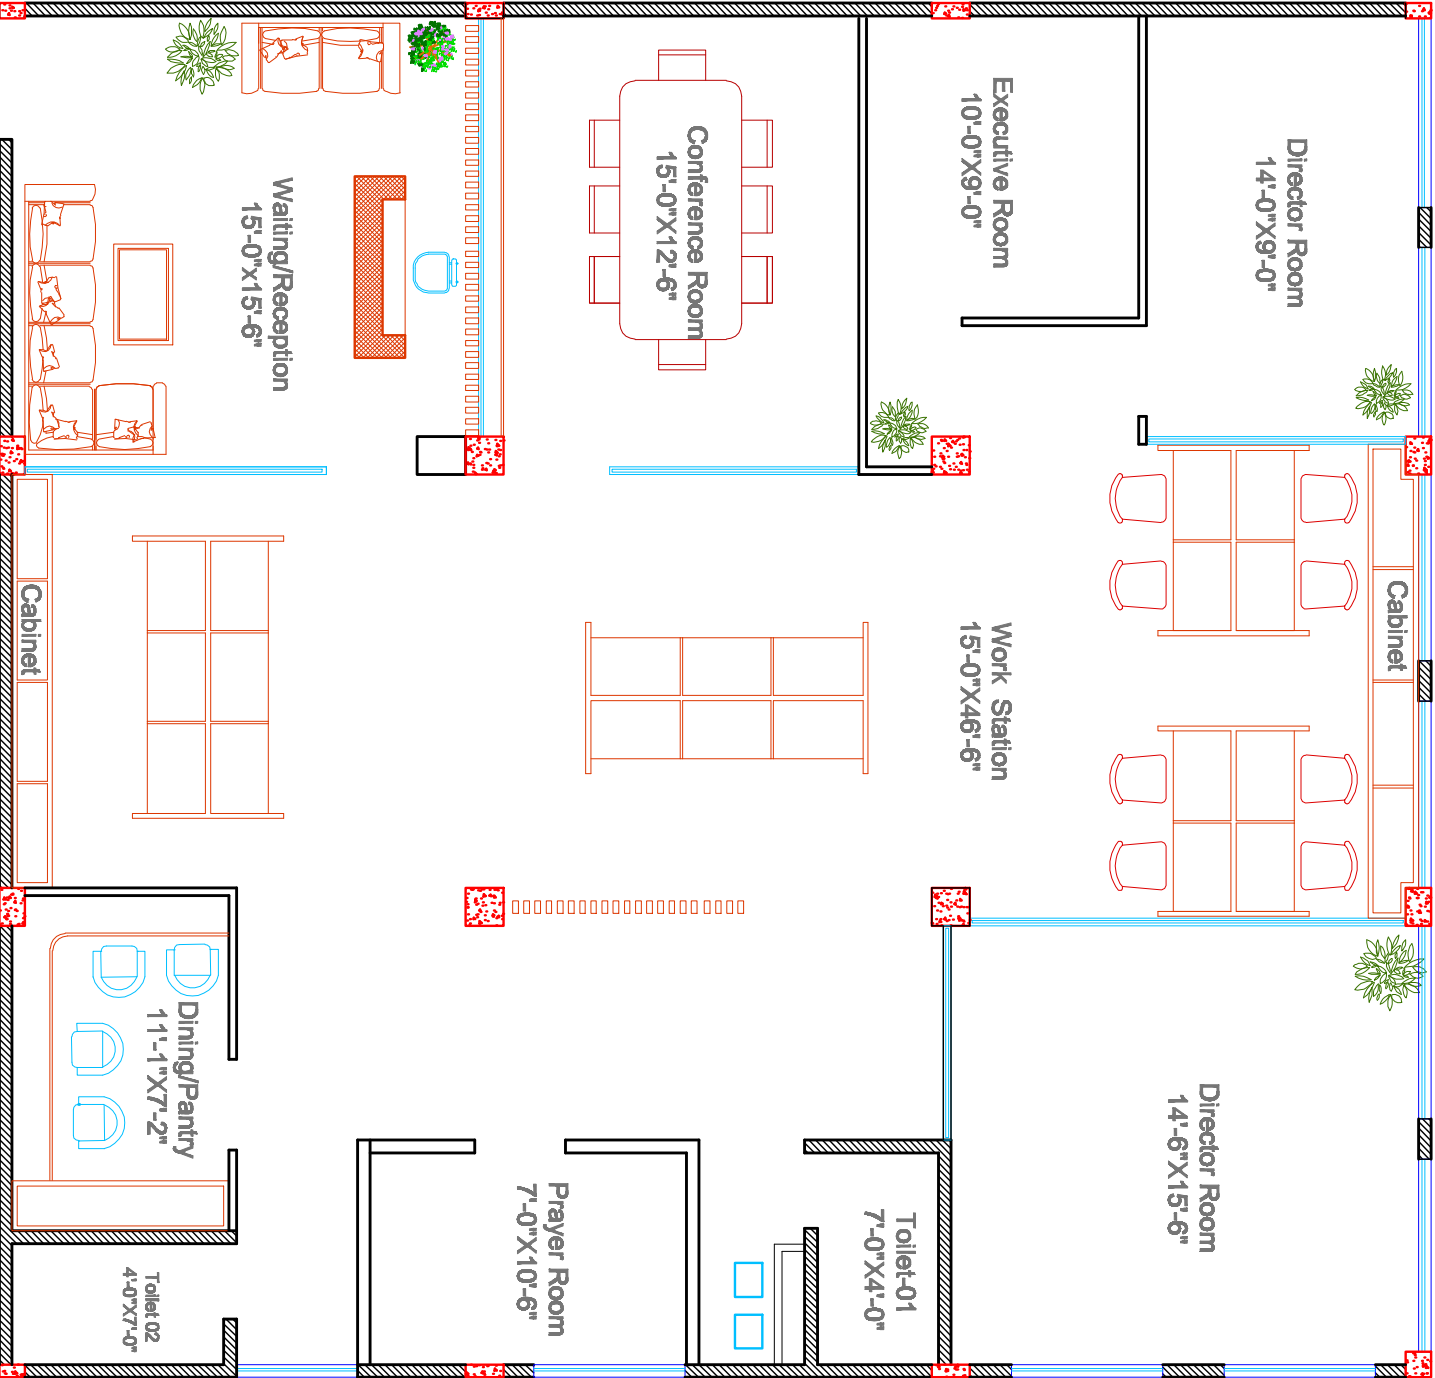 Director Room
14'-0"X9'-0"
Executive Room
10'-0"X9'-0"
Conference Room
15'-0"X12'-6"
Waiting/Reception
15'-0"x15'-6"
Cabinet
Work Station
15'-0"X46'-6"
Cabinet
Director Room
14'-6"X15'-6"
Toilet-01
7'-0"X4'-0"
Prayer Room
7'-0"X10'-6"
Dining/Pantry
11'-1"X7'-2"
Toilet 02
4'-0"X7'-0"